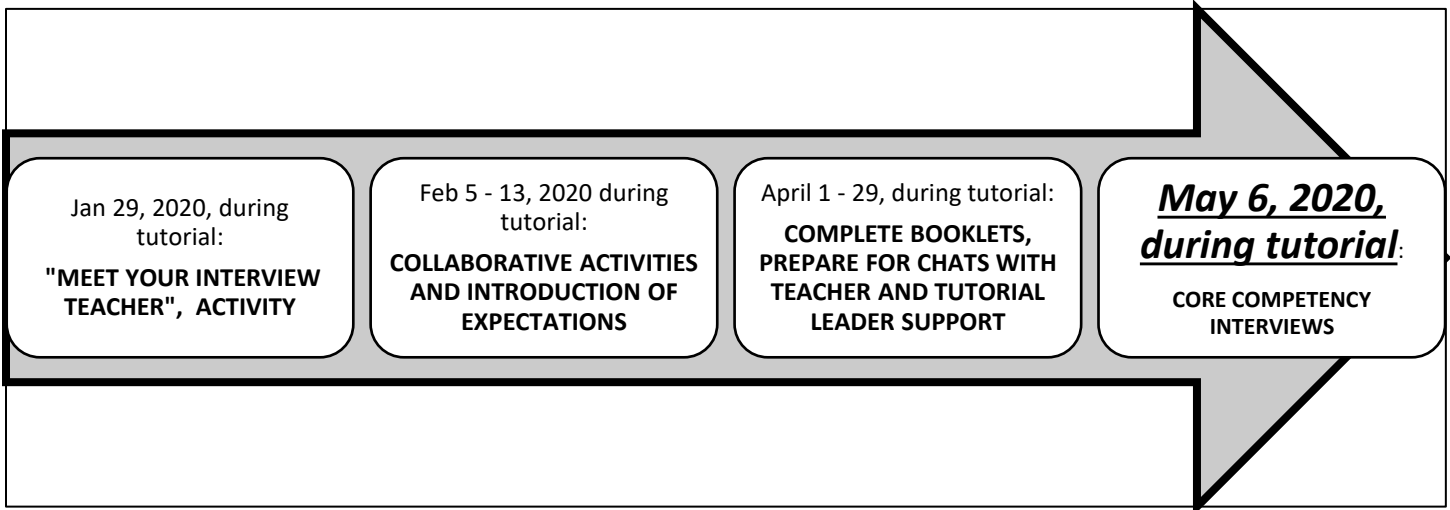 Jan 29, 2020, during
tutorial:
"MEET YOUR INTERVIEW
TEACHER",  ACTIVITY
Feb 5 - 13, 2020 during
tutorial:
COLLABORATIVE ACTIVITIES
AND INTRODUCTION OF
EXPECTATIONS
April 1 - 29, during tutorial:
COMPLETE BOOKLETS,
PREPARE FOR CHATS WITH
TEACHER AND TUTORIAL
LEADER SUPPORT
May 6, 2020,
during tutorial:
CORE COMPETENCY
INTERVIEWS